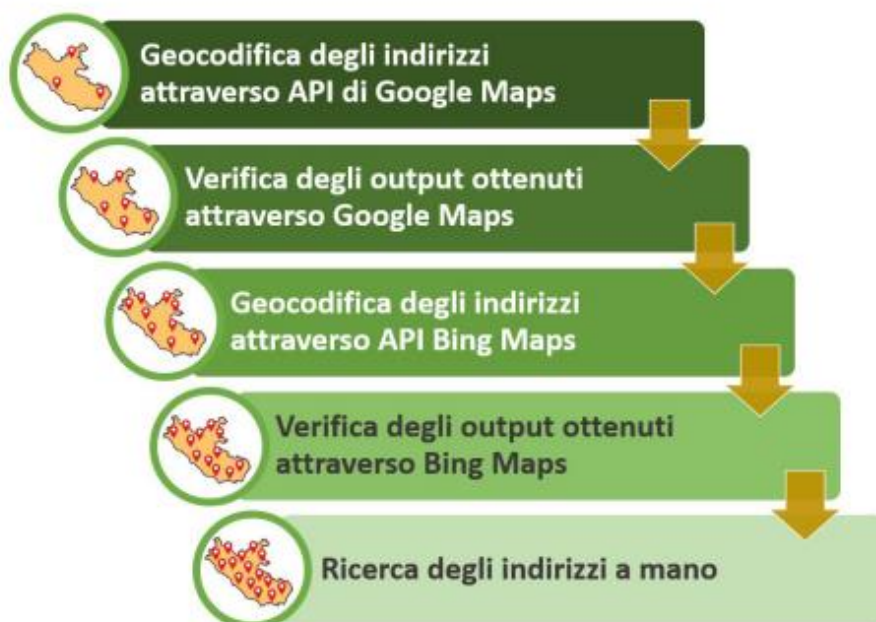 Geocodifica degli indirizzi
attraverso API di Google Maps
Verifica degli output ottenuti
attraverso Google Maps
Geocodifica degli indirizzi
attraverso API Bing Maps
Verifica degli output ottenuti
attraverso Bing Maps
Ricerca degli indirizzi a mano